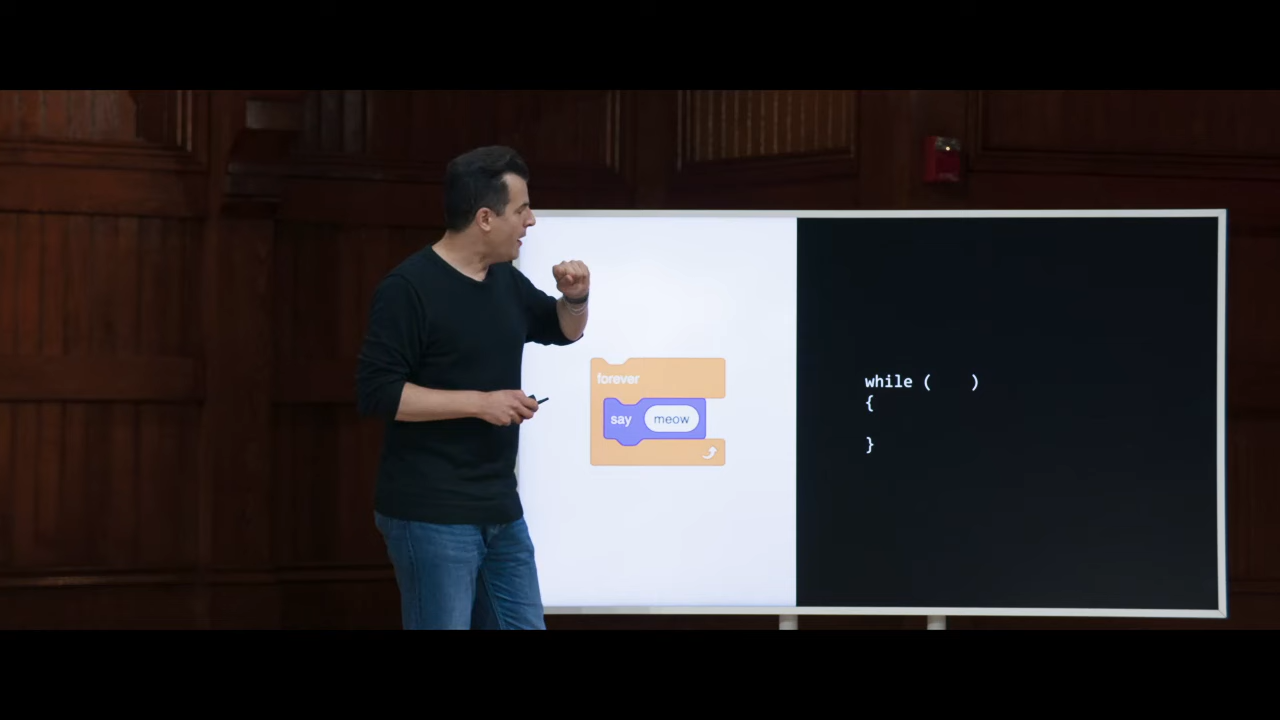 forever
say meow
while ( )
{
}